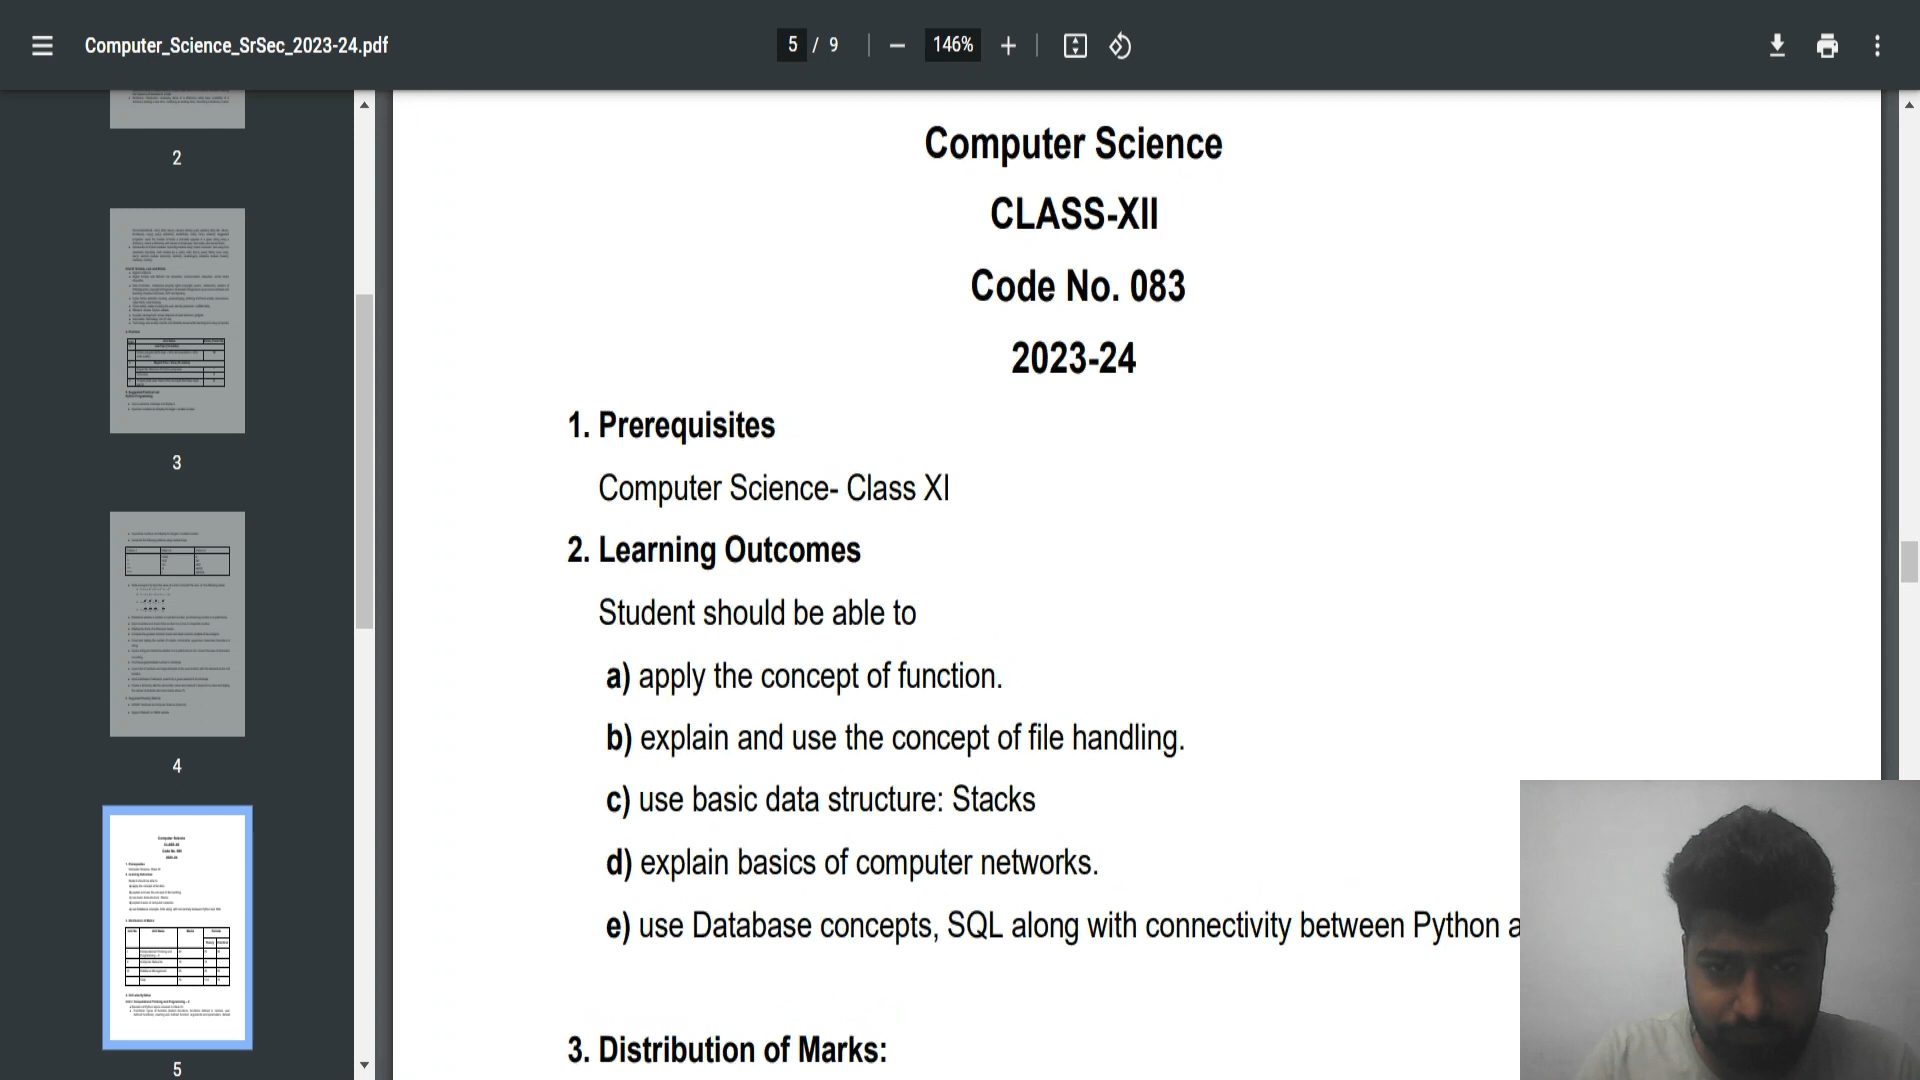 Computer_Science_SrSec_2023-24.pdf
5 / 9
146%
2
3
4
5
Computer Science
CLASS-XII
Code No. 083
2023-24
1. Prerequisites
Computer Science- Class XI
2. Learning Outcomes
Student should be able to
a) apply the concept of function.
b) explain and use the concept of file handling.
c) use basic data structure: Stacks
d) explain basics of computer networks.
e) use Database concepts, SQL along with connectivity between Python a
3. Distribution of Marks: